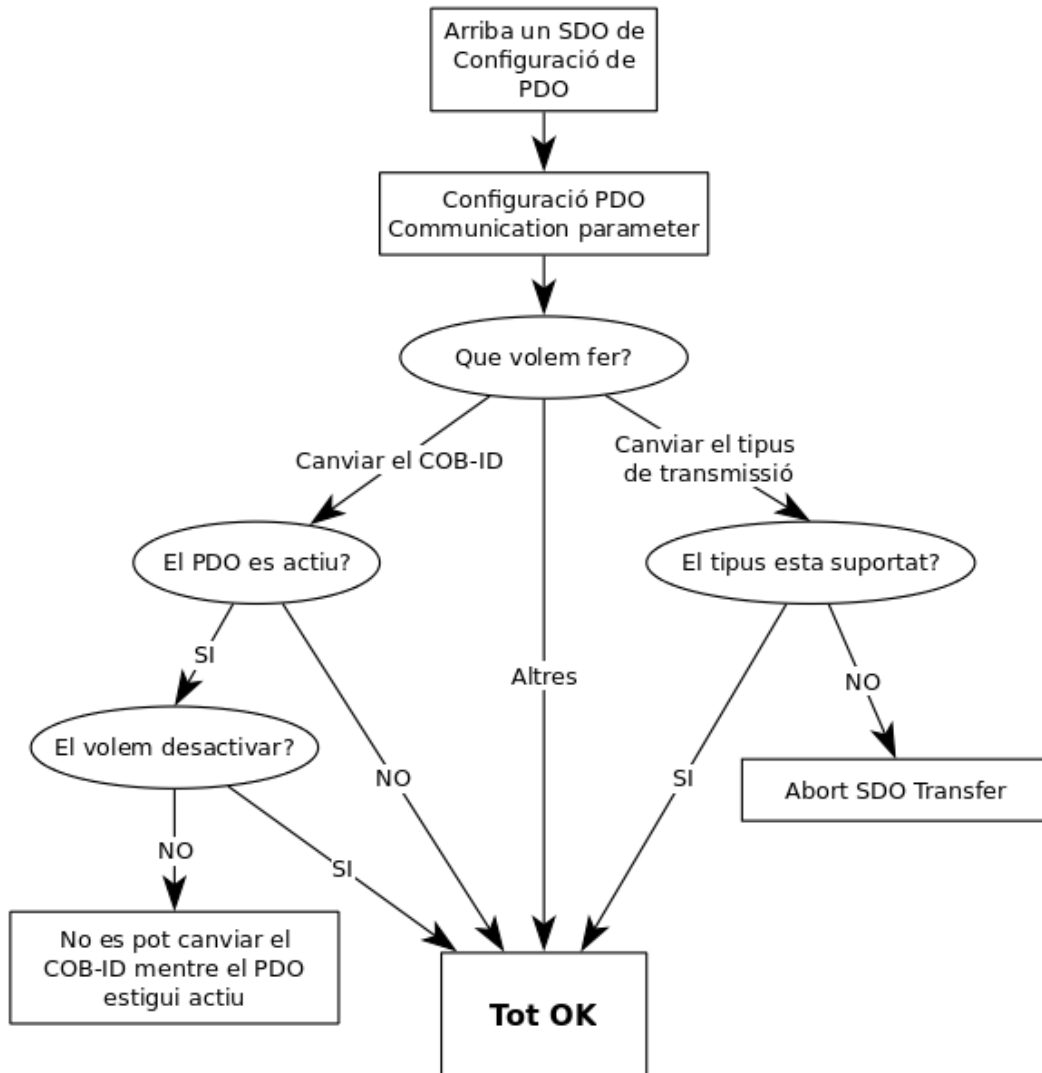 Arriba un SDO de
Configuració de
PDO
Configuració PDO
Communication parameter
Que volem fer?
Canviar el COB-ID
Canviar el tipus
de transmissió
El PDO es actiu?
El tipus esta suportat?
SI
Altres
NO
El volem desactivar?
NO
SI
Abort SDO Transfer
NO
SI
No es pot canviar el
COB-ID mentre el PDO
estigui actiu
Tot OK